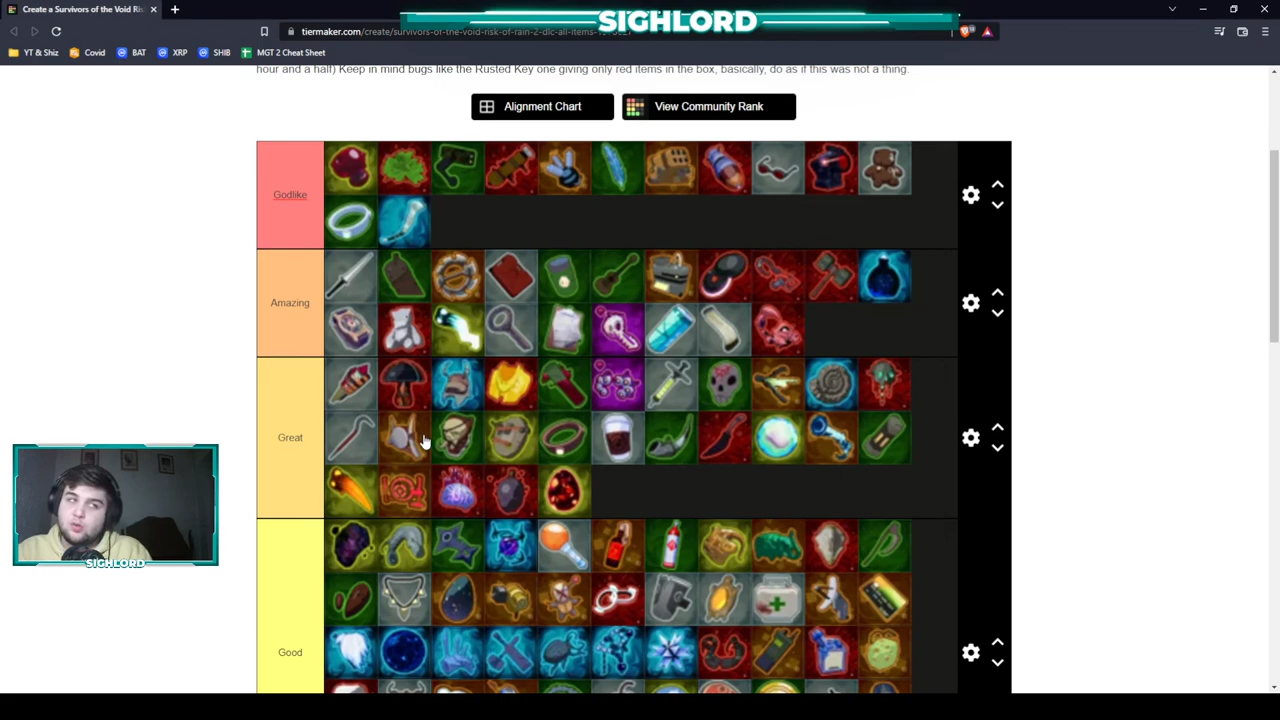 Create a Survivors of the Void Ris
SIGHLORD
tiermaker.com/create/survivors-of-the-void-risk-of-rain-2-dlc-all-items-
YT & Shiz
Covid
BAT
XRP
SHIB
MGT 2 Cheat Sheet
hour and a half) Keep in mind bugs like the Rusted Key one giving only red items in the box, basically, do as if this was not a thing.
Alignment Chart
View Community Rank
Godlike
Amazing
Great
Good
SIGHLORD